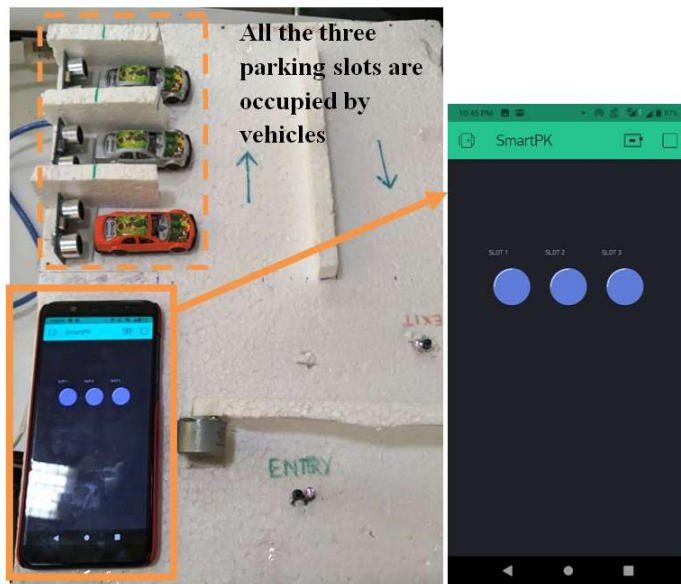 All the three
parking slots are
occupied by
vehicles
EXIT
ENTRY
SmartPK
10:45 PM
87%
SmartPK
SLOT 1 SLOT 2 SLOT 3